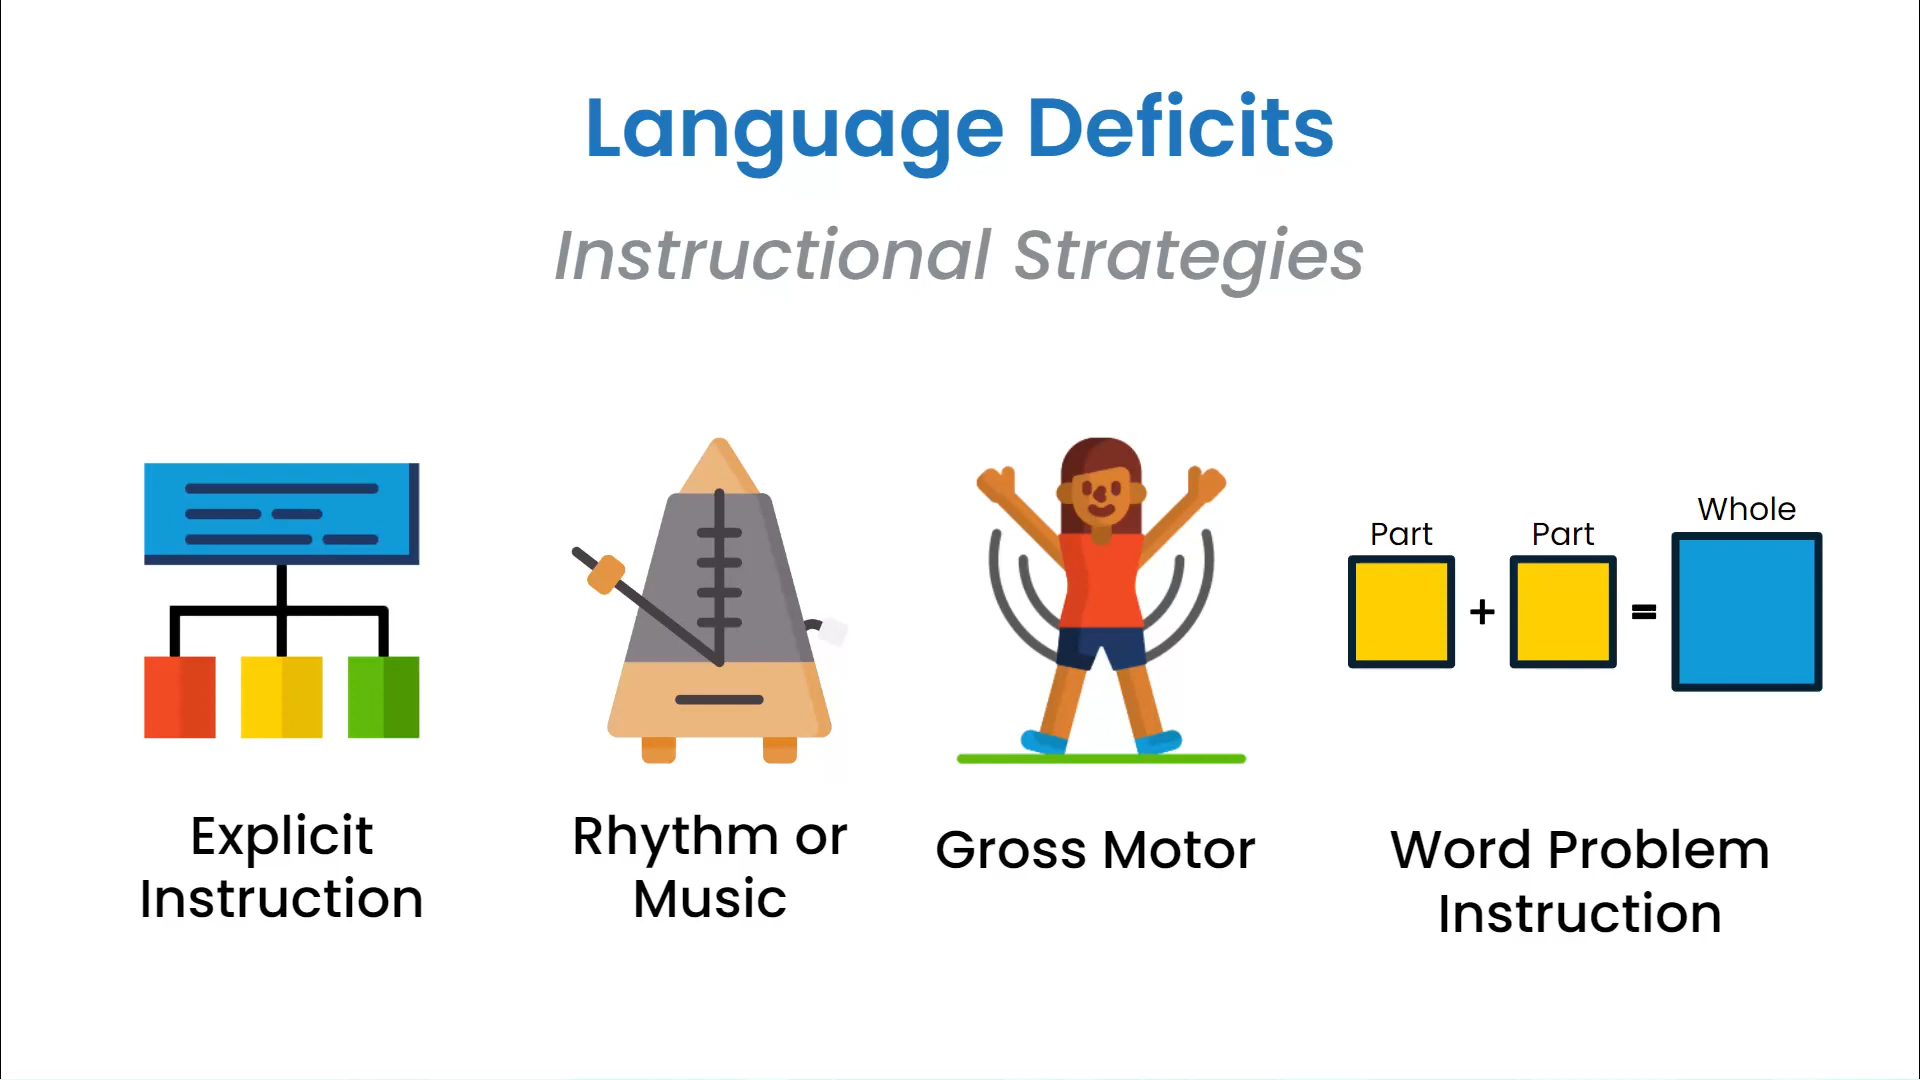 Language Deficits
Instructional Strategies
Part
Part
Whole
+
=
Explicit
Instruction
Rhythm or
Music
Gross Motor
Word Problem
Instruction